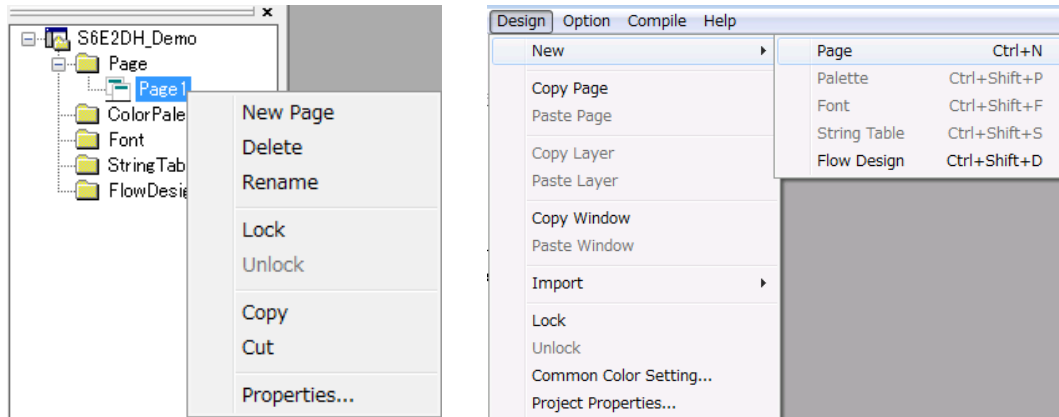 S6E2DH_Demo
Page
Page1
ColorPale
Font
StringTab
FlowDesi
New Page
Delete
Rename
Lock
Unlock
Copy
Cut
Properties...
Design Option Compile Help
New
Copy Page
Paste Page
Copy Layer
Paste Layer
Copy Window
Paste Window
Import
Lock
Unlock
Common Color Setting...
Project Properties...
Page Ctrl+N
Palette Ctrl+Shift+P
Font Ctrl+Shift+F
String Table Ctrl+Shift+S
Flow Design Ctrl+Shift+D